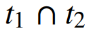 t₁ ∩ t₂